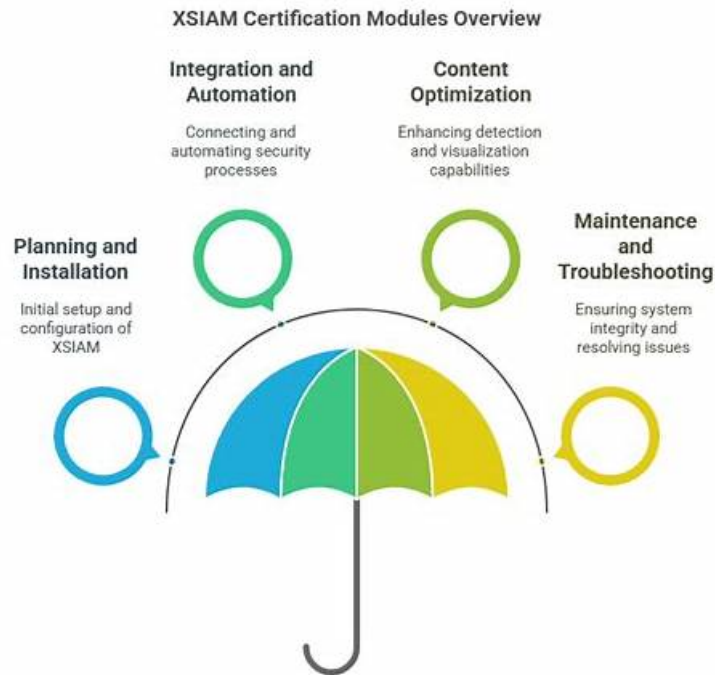 XSIAM Certification Modules Overview
Integration and
Automation
Connecting and
automating security
processes
Content
Optimization
Enhancing detection
and visualization
capabilities
Planning and
Installation
Initial setup and
configuration of
XSIAM
Maintenance
and
Troubleshooting
Ensuring system
integrity and
resolving issues